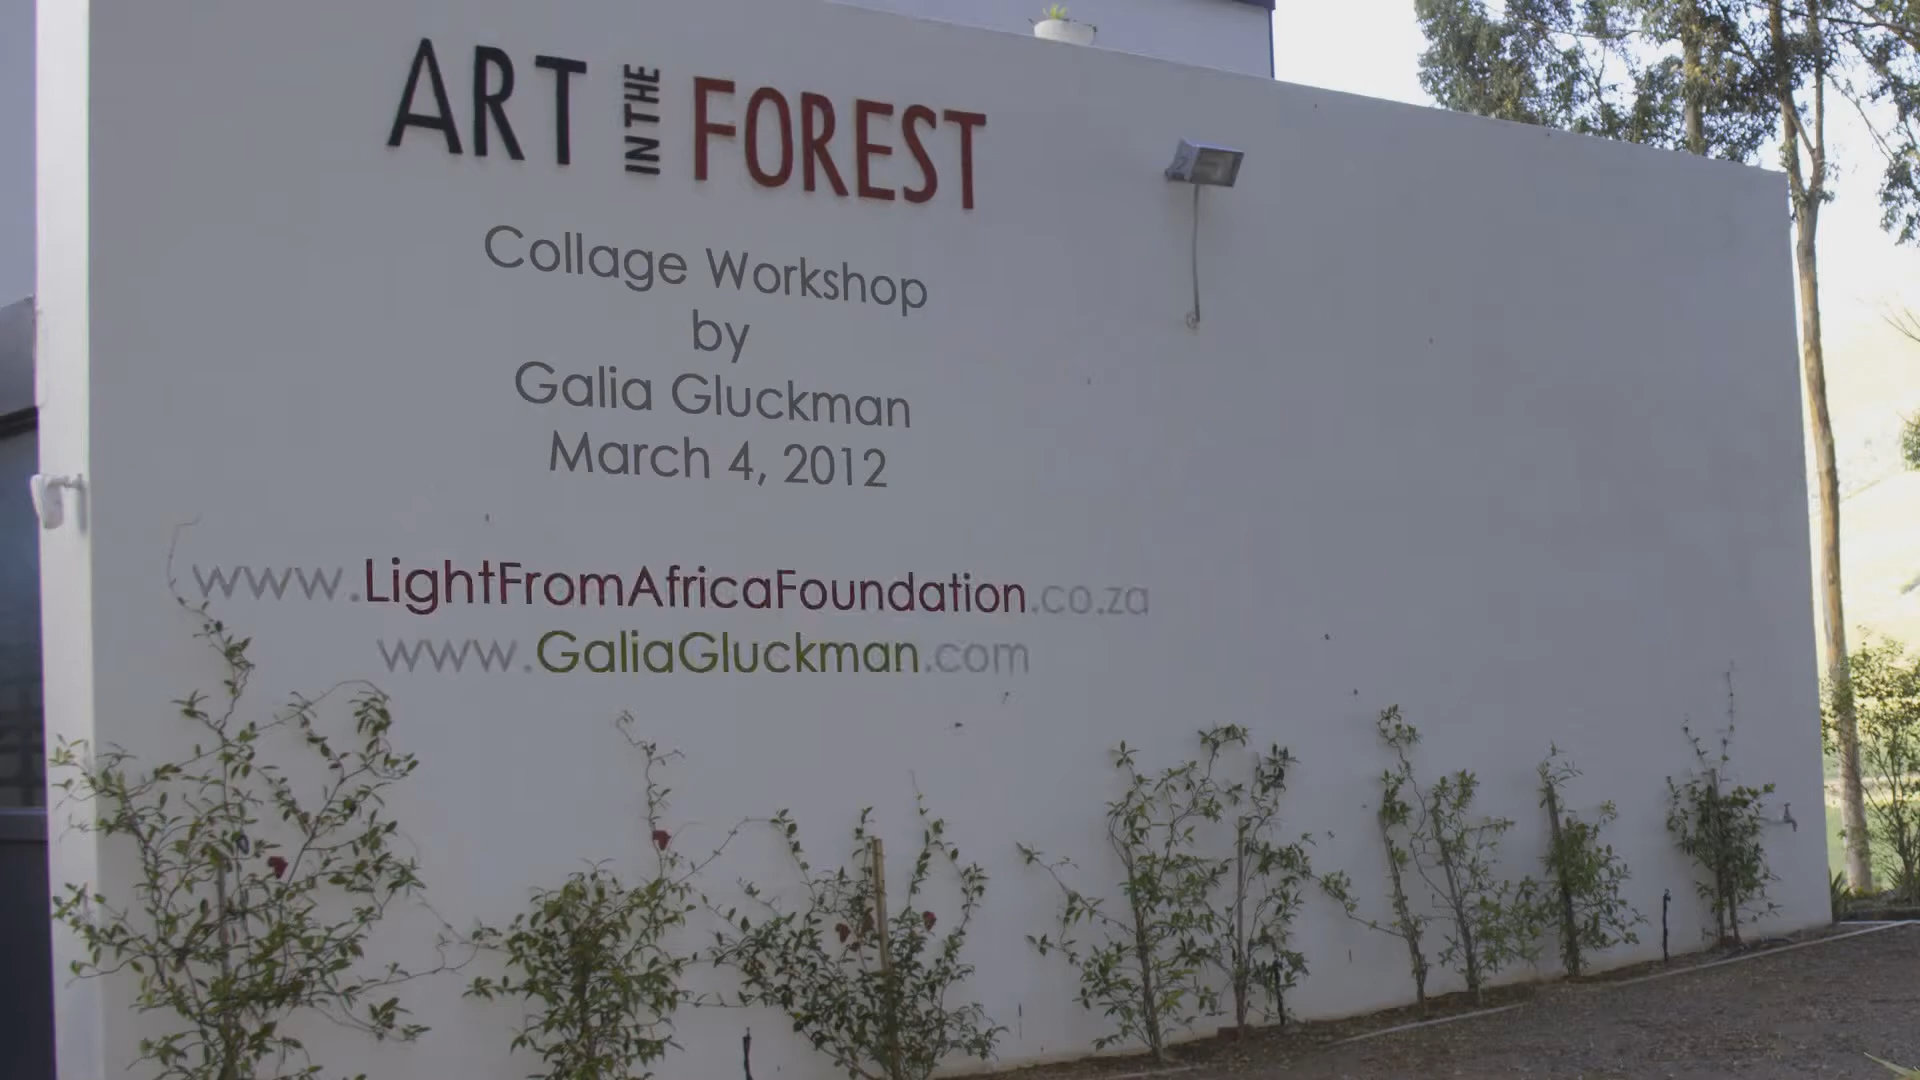 ART IN THE FOREST
Collage Workshop
by
Galia Gluckman
March 4, 2012
www.LightFromAfricaFoundation.co.za
www.GaliaGluckman.com